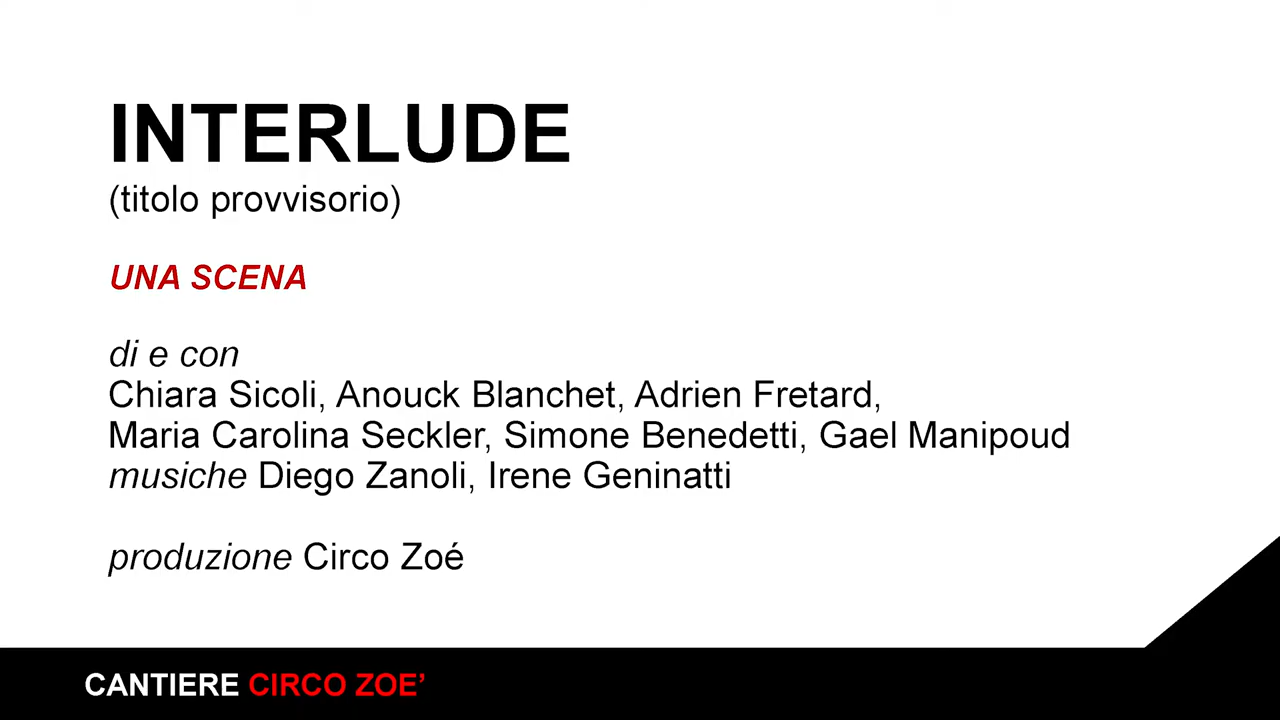 INTERLUDE
(titolo provvisorio)
UNA SCENA
di e con
Chiara Sicoli, Anouck Blanchet, Adrien Fretard,
Maria Carolina Seckler, Simone Benedetti, Gael Manipoud
musiche Diego Zanoli, Irene Geninatti
produzione Circo Zoé
CANTIERE CIRCO ZOE’